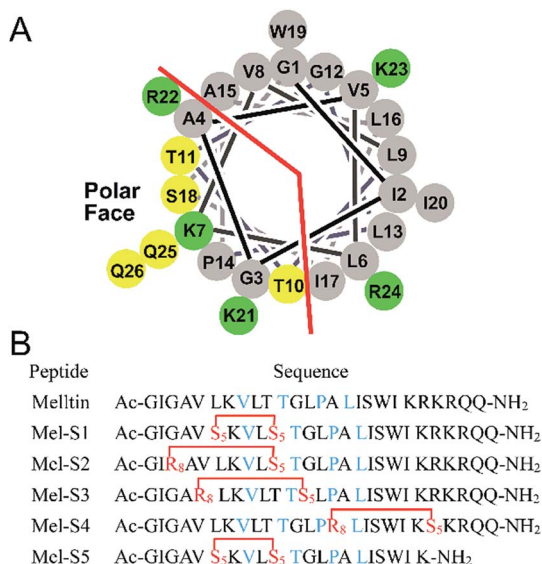 A
W19
V8 G1 G12 K23
R22 A15 V5
A4 L16
T11 L9
Polar
Face
S18 I2 I20
K7 L13
Q26 Q25 P14 L6
G3 T10 I17 R24
K21
B
Peptide Sequence
Melltin Ac-GIGAV LKVLT TGLPA LISWI KRKRQQ-NH₂
Mel-S1 Ac-GIGAV S₅KVLS₅ TGLPA LISWI KRKRQQ-NH₂
Mcl-S2 Ac-GIR₈AV LKVLS₅ TGLPA LISWI KRKRQQ-NH₂
Mel-S3 Ac-GIGAR₈ LKVLT TS₅LPA LISWI KRKRQQ-NH₂
Mel-S4 Ac-GIGAV LKVLT TGLPR₈ LISWI KS₅KRQQ-NH₂
Mcl-S5 Ac-GIGAV S₅KVLS₅ TGLPA LISWI K-NH₂